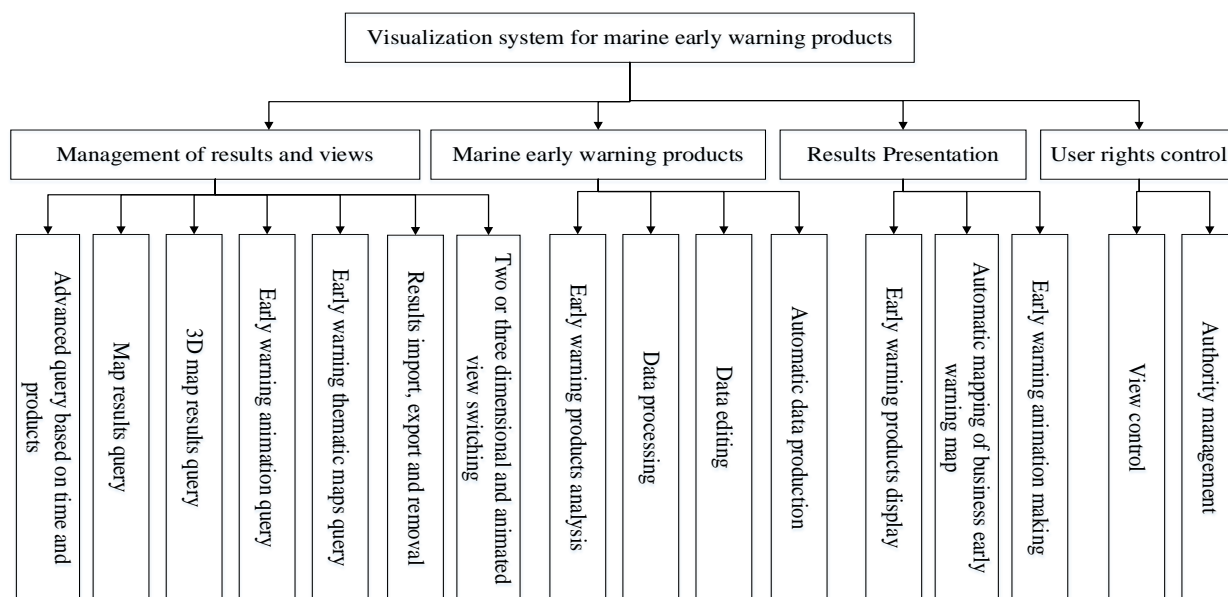 Visualization system for marine early warning products
Management of results and views
Marine early warning products
Results Presentation
User rights control
Advanced query based on time and
products
Map results query
3D map results query
Early warning animation query
Early warning thematic maps query
Results import, export and removal
Two or three dimensional and animated
view switching
Early warning products analysis
Data processing
Data editing
Automatic data production
Early warning products display
Automatic mapping of business early
warning map
Early warning animation making
View control
Authority management